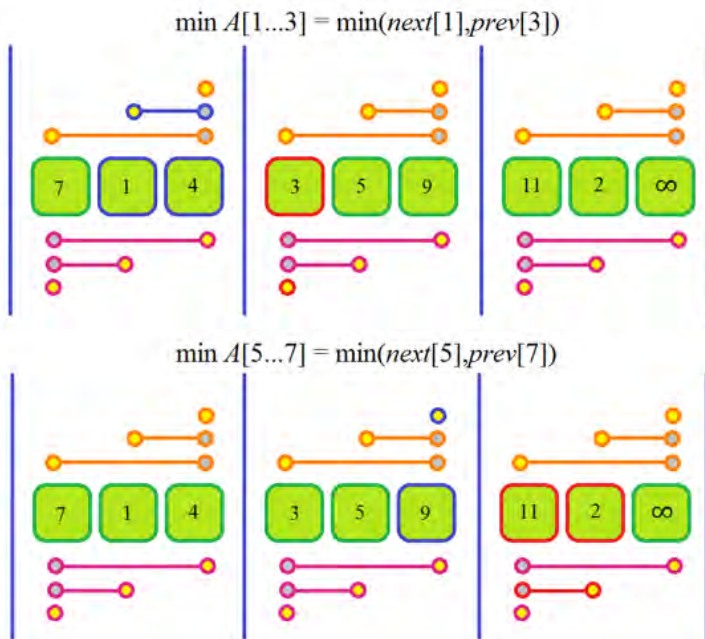 min A[1...3] = min(next[1],prev[3])
7 1 4 3 5 9 11 2 ∞
min A[5...7] = min(next[5],prev[7])
7 1 4 3 5 9 11 2 ∞